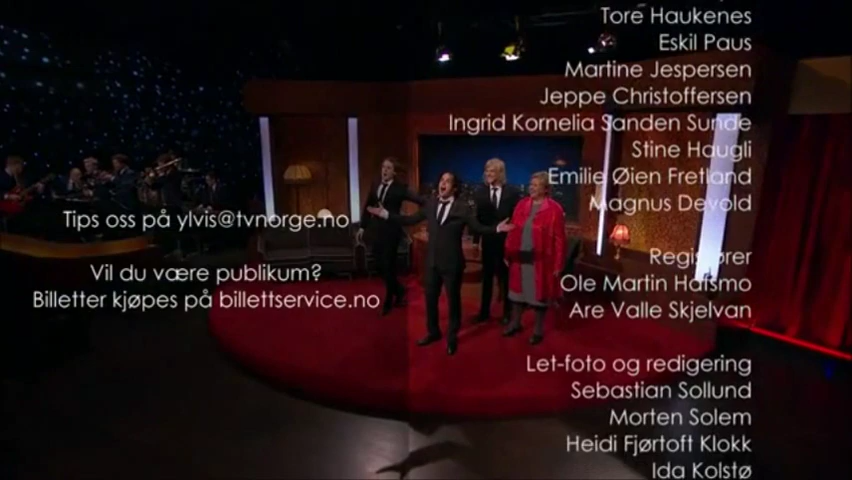 Tore Haukenes
Eskil Paus
Martine Jespersen
Jeppe Christoffersen
Ingrid Kornelia Sanden Sunde
Stine Haugli
Emilie Øien Fretland
Magnus Devold
Tips oss på ylvis@tvnorge.no
Vil du være publikum?
Billetter kjøpes på billettservice.no
Regissører
Ole Martin Hafsmo
Are Valle Skjelvan
Let-foto og redigering
Sebastian Sollund
Morten Solem
Heidi Fjørtoft Klokk
Ida Kolstø